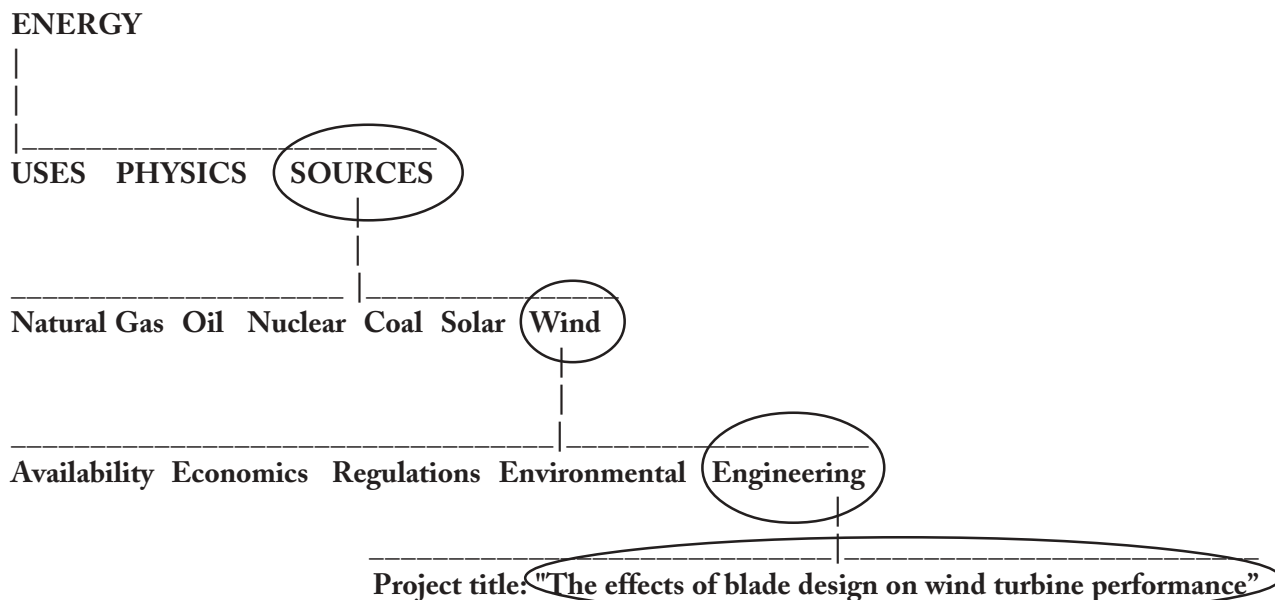 ENERGY
USES PHYSICS SOURCES
Natural Gas Oil Nuclear Coal Solar Wind
Availability Economics Regulations Environmental Engineering
Project title: "The effects of blade design on wind turbine performance”